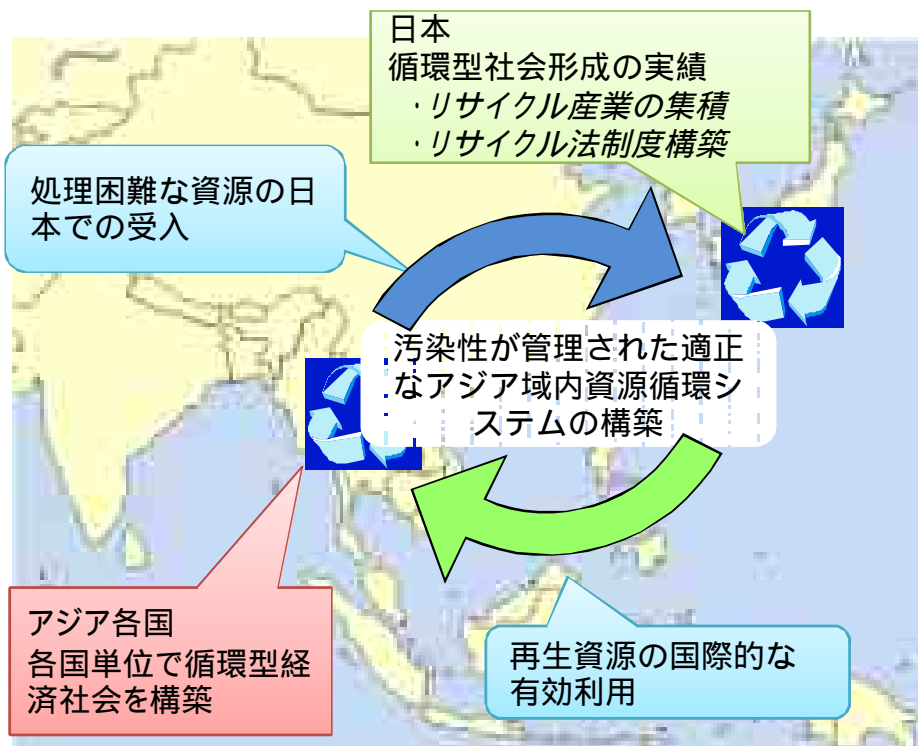 日本
循環型社会形成の実績
・リサイクル産業の集積
・リサイクル法制度構築
処理困難な資源の日
本での受入
汚染性が管理された適正
なアジア域内資源循環シ
ステムの構築
アジア各国
各国単位で循環型経
済社会を構築
再生資源の国際的な
有効利用